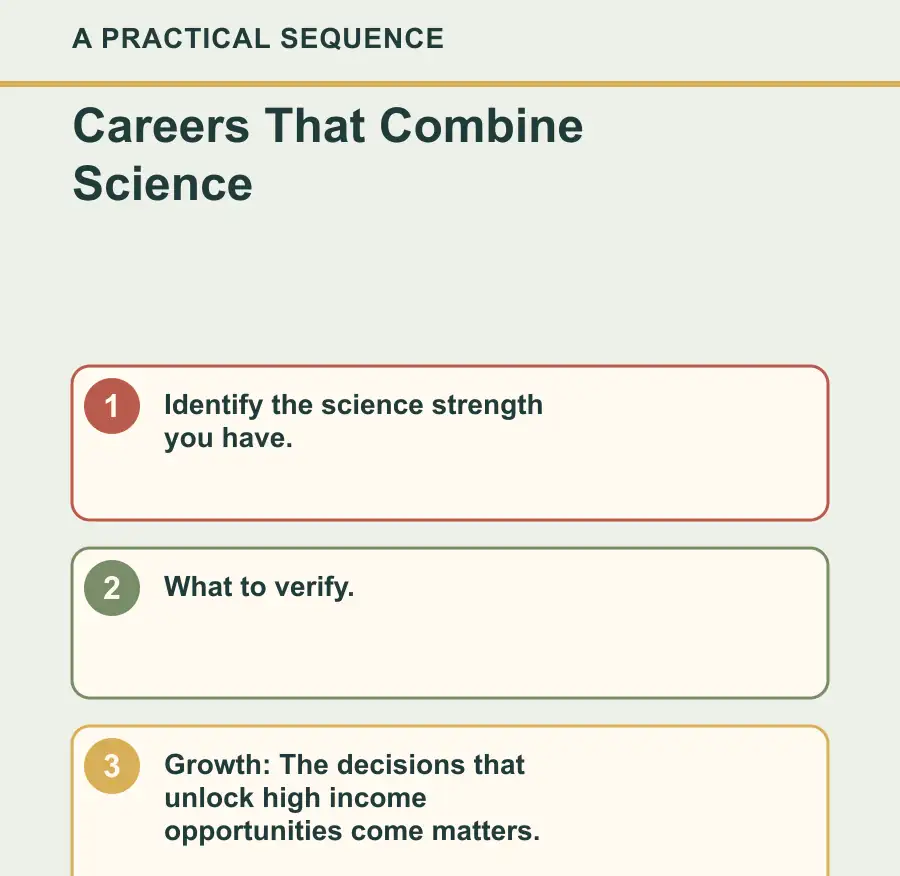 A PRACTICAL SEQUENCE
Careers That Combine
Science
1
Identify the science strength
you have.
2
What to verify.
3
Growth: The decisions that
unlock high income
opportunities come matters.